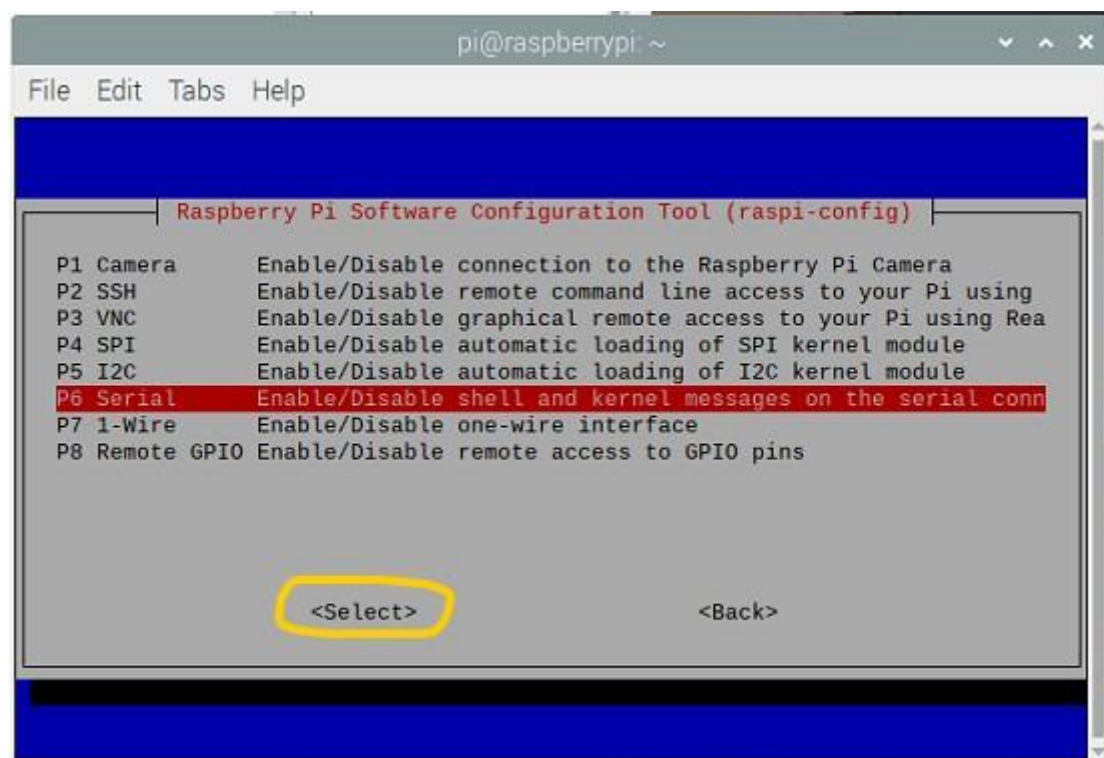 pi@raspberrypi: ~
File Edit Tabs Help
Raspberry Pi Software Configuration Tool (raspi-config)
P1 Camera Enable/Disable connection to the Raspberry Pi Camera
P2 SSH Enable/Disable remote command line access to your Pi using
P3 VNC Enable/Disable graphical remote access to your Pi using Rea
P4 SPI Enable/Disable automatic loading of SPI kernel module
P5 I2C Enable/Disable automatic loading of I2C kernel module
P6 Serial Enable/Disable shell and kernel messages on the serial conn
P7 1-Wire Enable/Disable one-wire interface
P8 Remote GPIO Enable/Disable remote access to GPIO pins
<Select> <Back>